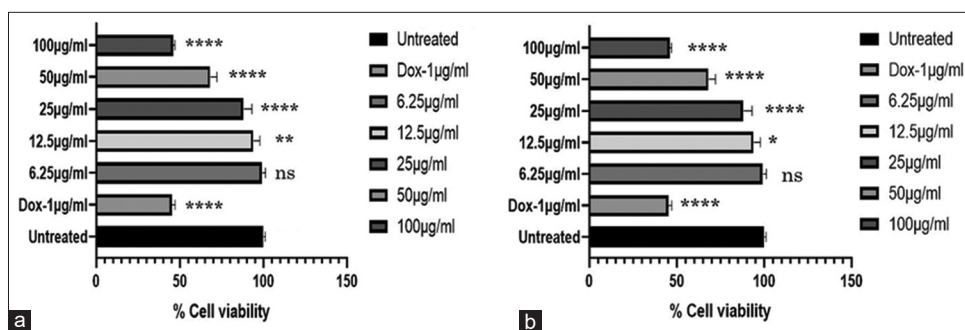 100µg/ml
****
50µg/ml
****
25µg/ml
****
12.5µg/ml
**
6.25µg/ml
ns
Dox-1µg/ml
****
Untreated
0
50
100
150
% Cell viability
Untreated
Dox-1µg/ml
6.25µg/ml
12.5µg/ml
25µg/ml
50µg/ml
100µg/ml
a
100µg/ml
****
50µg/ml
****
25µg/ml
****
12.5µg/ml
*
6.25µg/ml
ns
Dox-1µg/ml
****
Untreated
0
50
100
150
% Cell viability
Untreated
Dox-1µg/ml
6.25µg/ml
12.5µg/ml
25µg/ml
50µg/ml
100µg/ml
b